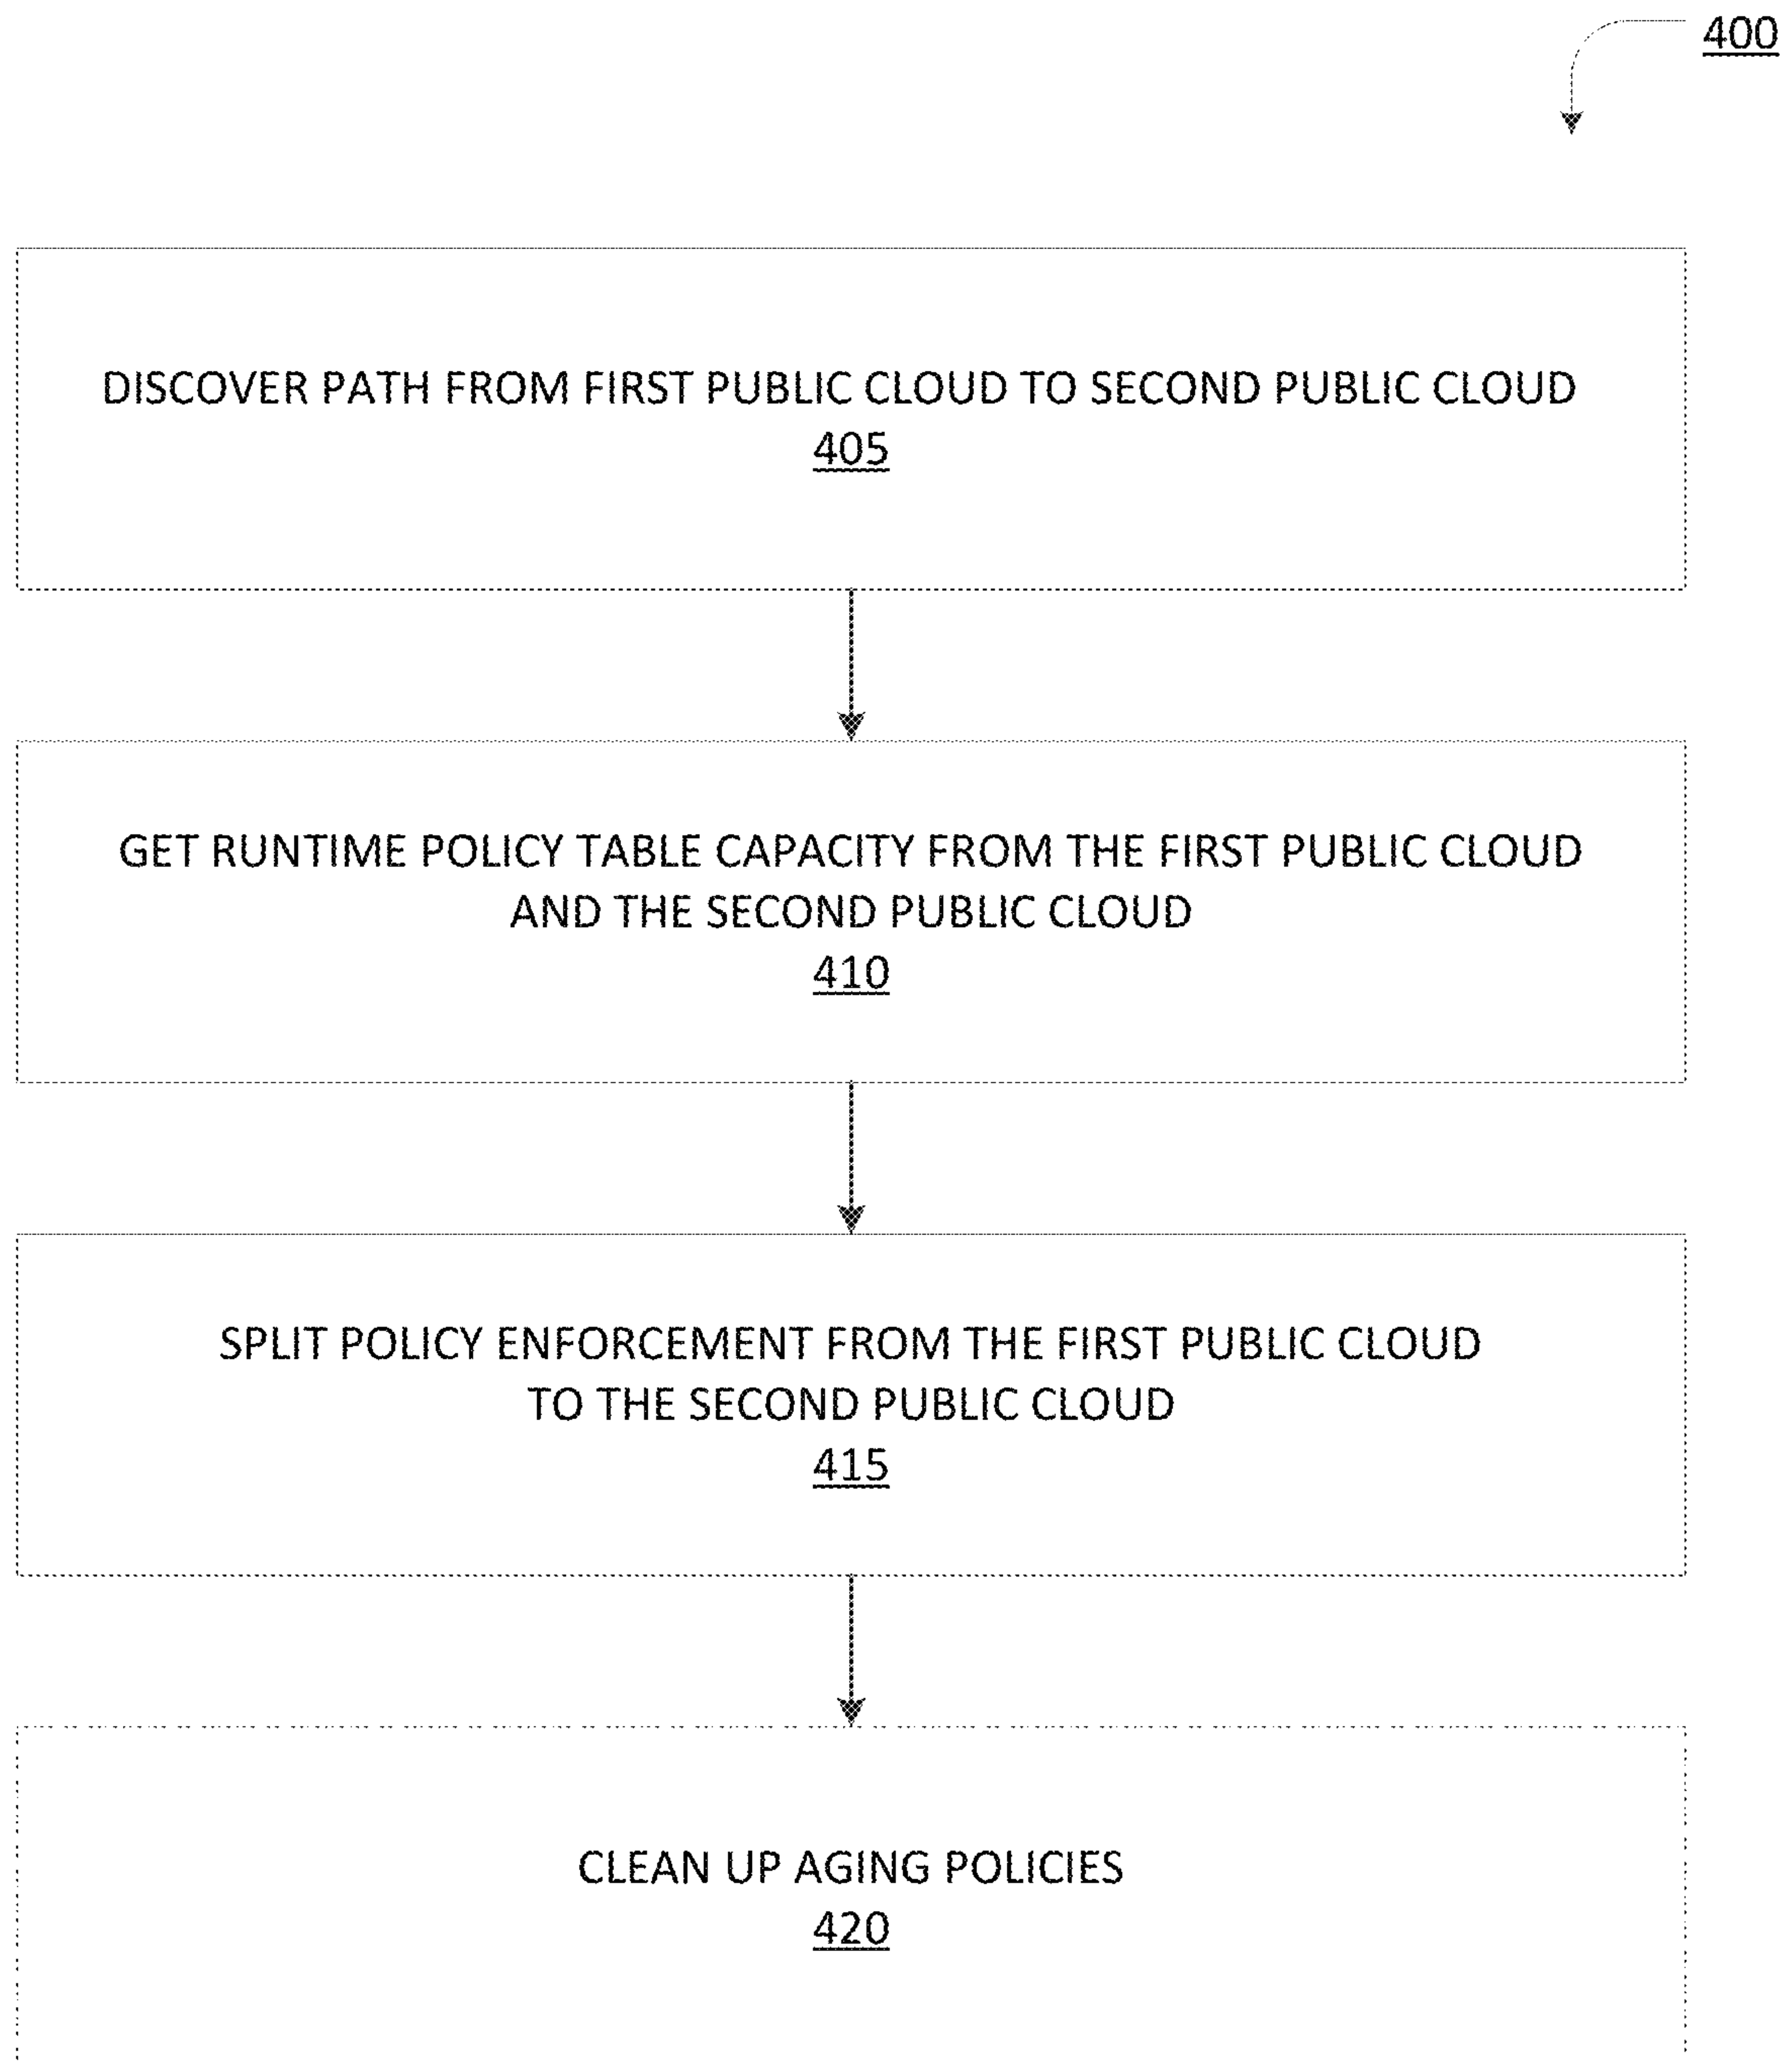 400
DISCOVER PATH FROM FIRST PUBLIC CLOUD TO SECOND PUBLIC CLOUD
405
GET RUNTIME POLICY TABLE CAPACITY FROM THE FIRST PUBLIC CLOUD
AND THE SECOND PUBLIC CLOUD
410
SPLIT POLICY ENFORCEMENT FROM THE FIRST PUBLIC CLOUD
TO THE SECOND PUBLIC CLOUD
415
CLEAN UP AGING POLICIES
420